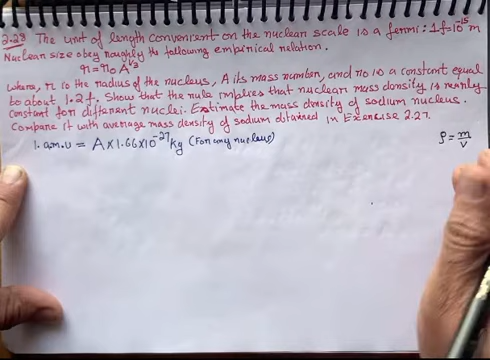 2.28 The unit of length convenient on the nuclear scale is a fermi: 1f=10⁻¹⁵ m
Nuclear size obey roughly the following empirical relation.
r = r₀ A^1/3
where, r is the radius of the nucleus, A its mass number, and r₀ is a constant equal
to about 1.2f. Show that the rule implies that nuclear mass density is nearly
constant for different nuclei. Estimate the mass density of sodium nucleus.
Compare it with average mass density of sodium obtained in Exercise 2.27.
1. a.m.u = A×1.66×10⁻²⁷ kg (For any nucleus)
ρ = m/v